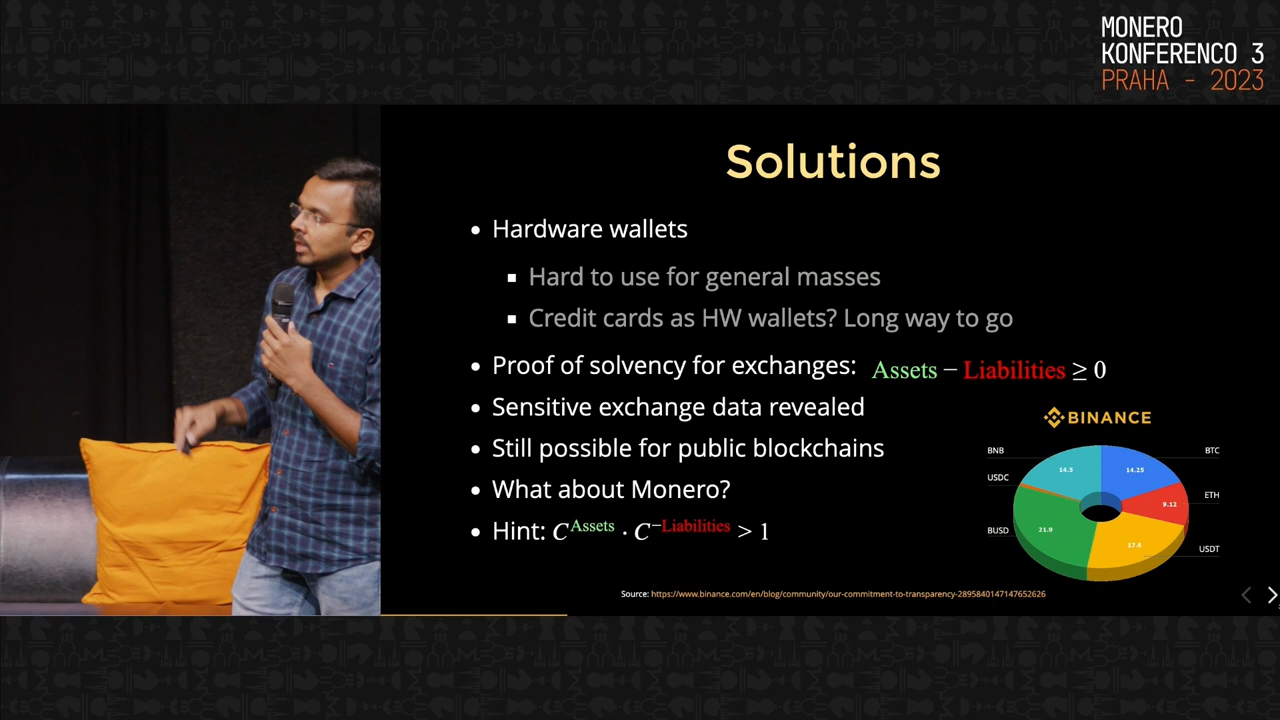 MONERO
KONFERENCO 3
PRAHA - 2023
Solutions
Hardware wallets
Hard to use for general masses
Credit cards as HW wallets? Long way to go
Proof of solvency for exchanges: Assets − Liabilities ≥ 0
Sensitive exchange data revealed
Still possible for public blockchains
What about Monero?
Hint: C^Assets · C^−Liabilities > 1
BINANCE
BNB
BTC
USDC
ETH
BUSD
USDT
14.5
14.25
9.12
21.9
17.6
Source: https://www.binance.com/en/blog/community/our-commitment-to-transparency-2895840147147652626